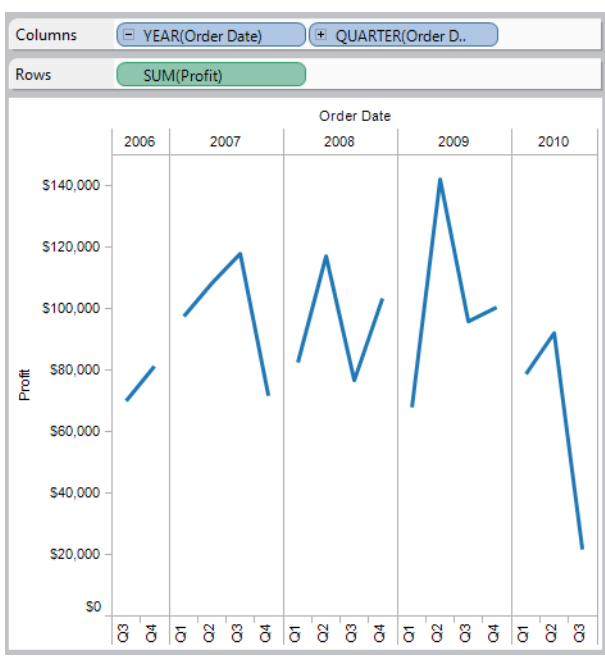 Columns YEAR(Order Date) QUARTER(Order D..
Rows SUM(Profit)
Order Date
2006 2007 2008 2009 2010
$140,000
$120,000
$100,000
$80,000
$60,000
$40,000
$20,000
$0
Profit
Q3 Q4 Q1 Q2 Q3 Q4 Q1 Q2 Q3 Q4 Q1 Q2 Q3 Q4 Q1 Q2 Q3